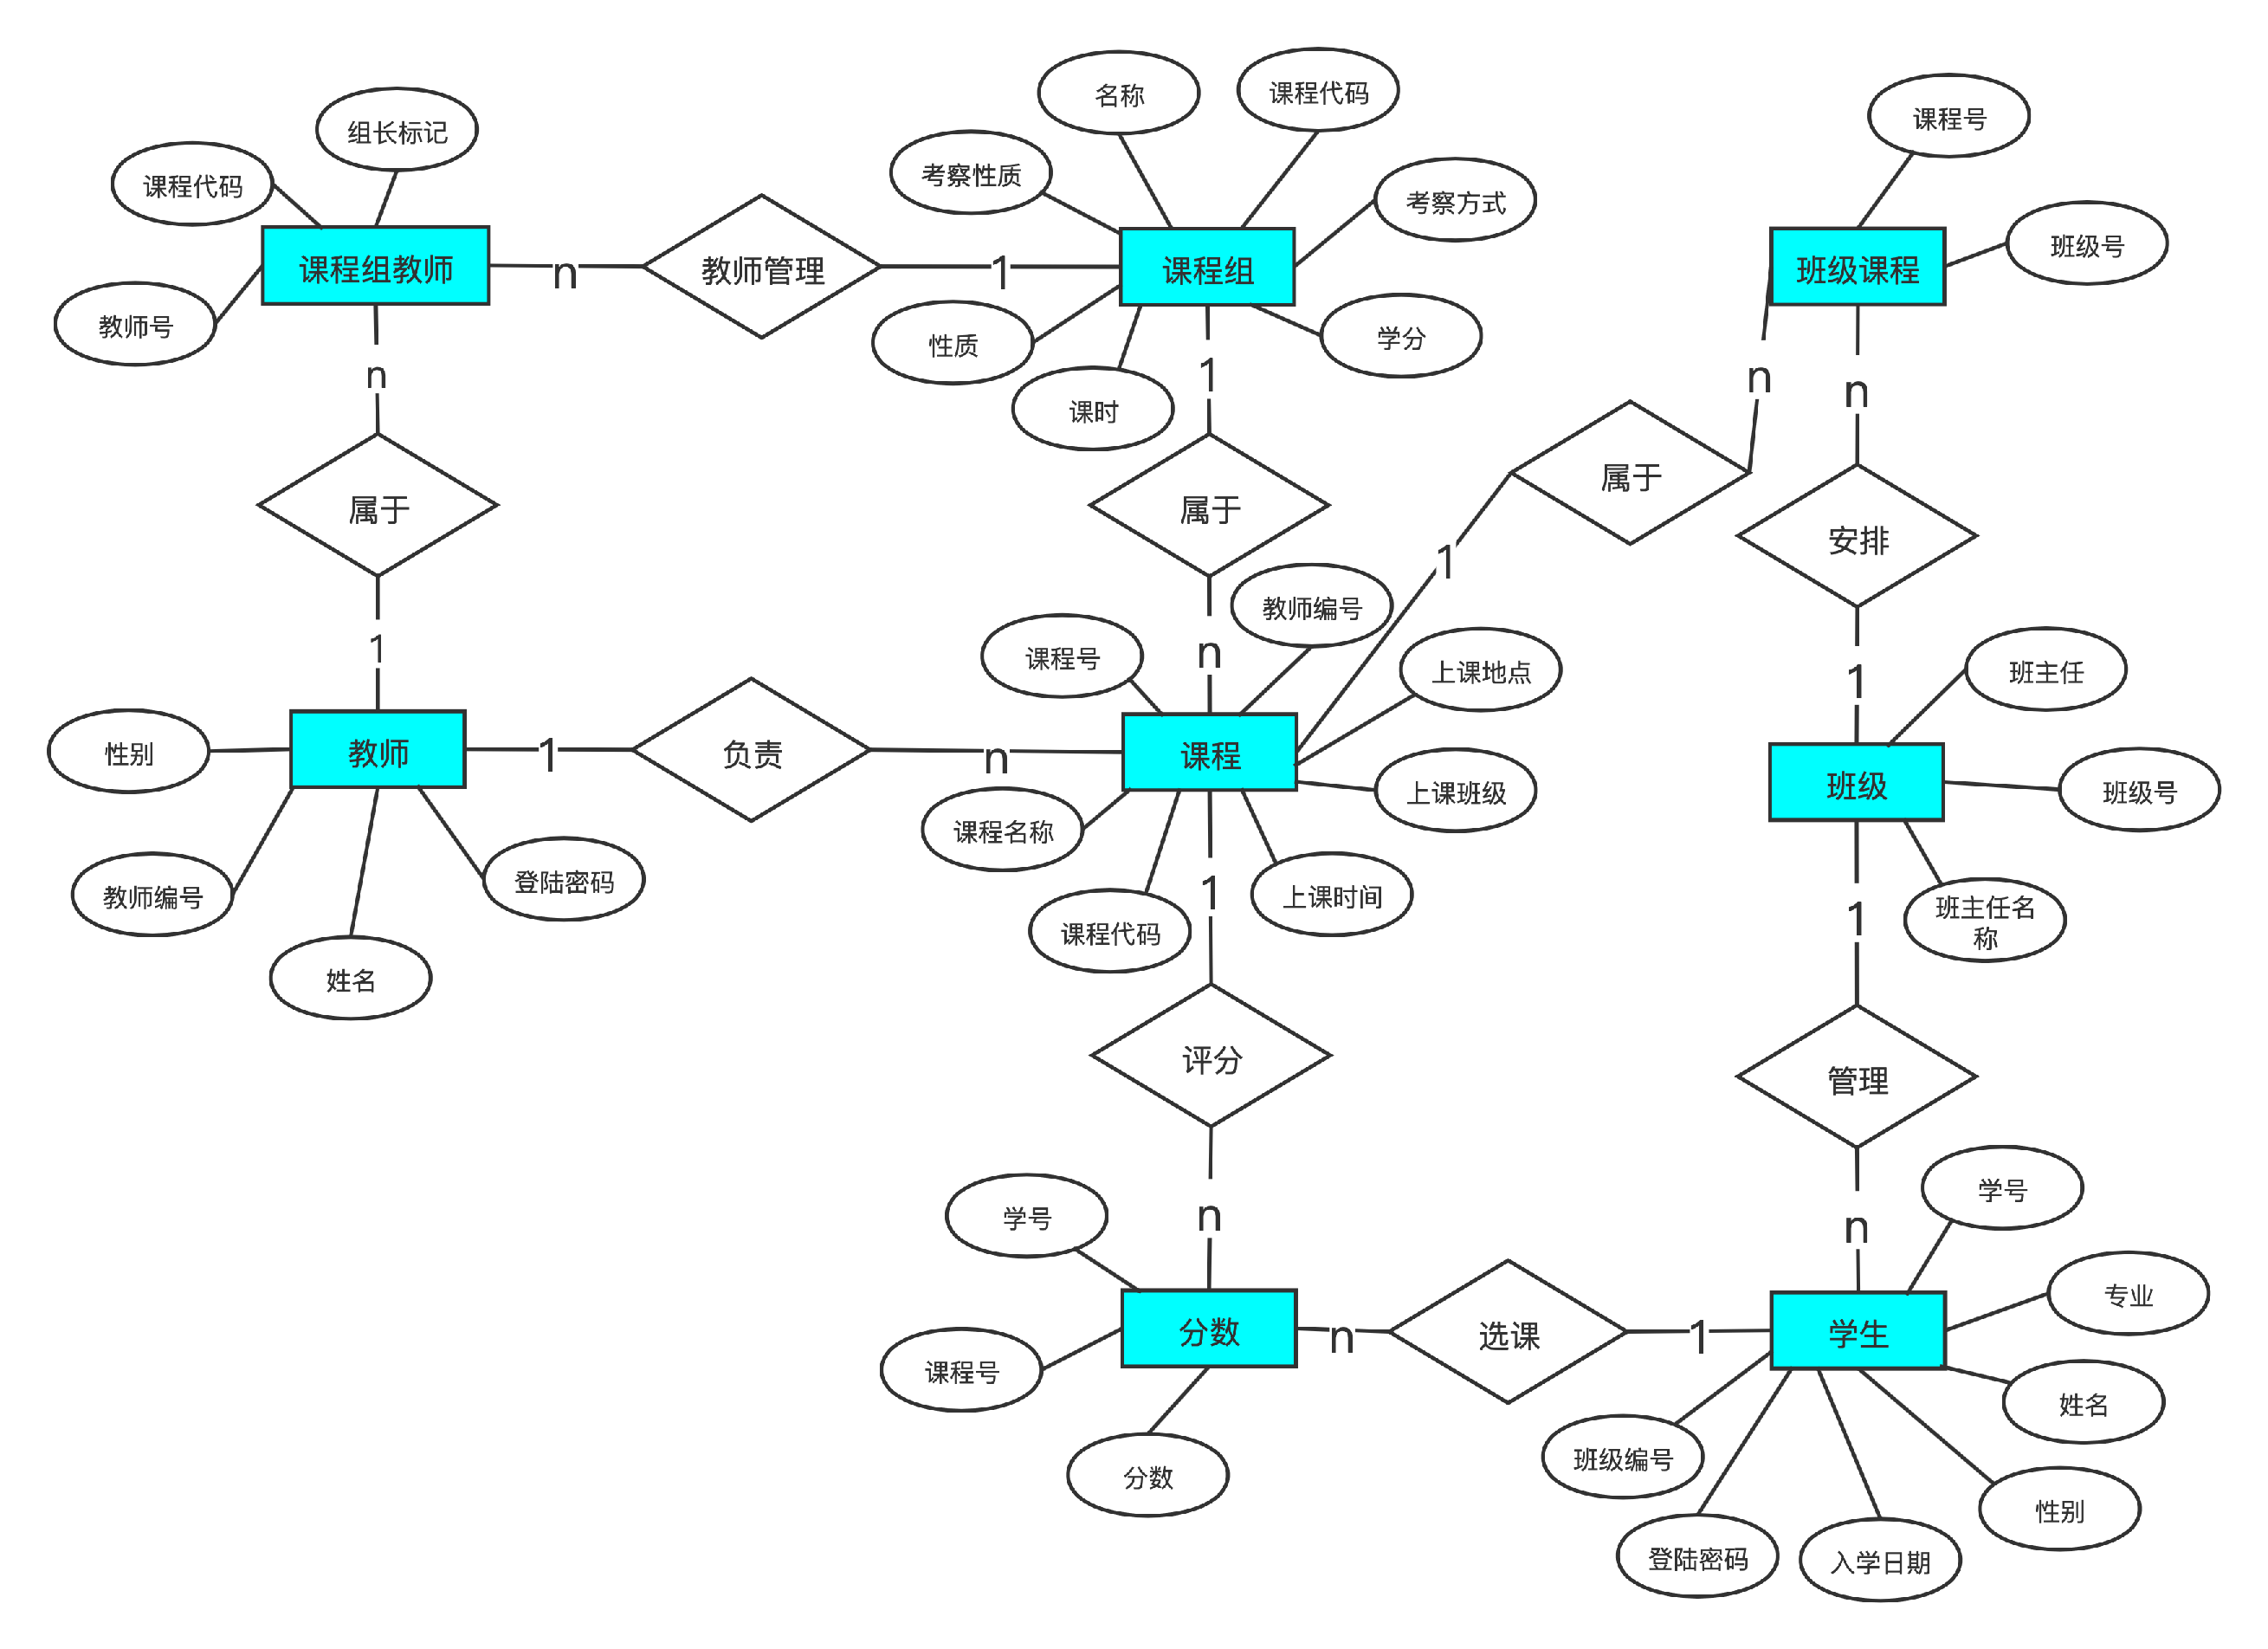 名称
课程代码
课程号
组长标记
考察性质
课程代码
考察方式
班级号
课程组教师
n
教师管理
1
课程组
班级课程
教师号
性质
学分
n
1
n
n
课时
属于
属于
属于
安排
1
教师编号
1
n
课程号
上课地点
1
班主任
性别
教师
1
负责
n
课程
上课班级
班级
班级号
课程名称
教师编号
登陆密码
1
上课时间
1
班主任名
称
课程代码
姓名
评分
管理
学号
n
n
学号
专业
分数
n
选课
1
学生
课程号
姓名
班级编号
分数
性别
登陆密码
入学日期